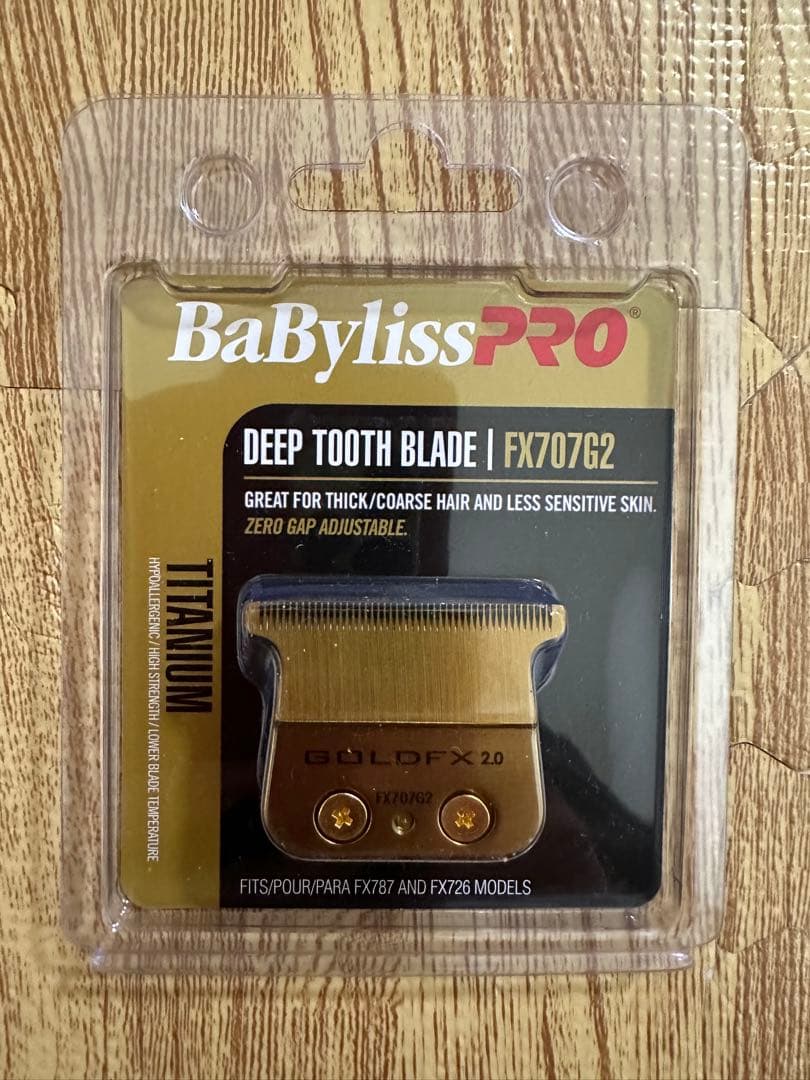 BaBylissPRO®
DEEP TOOTH BLADE | FX707G2
GREAT FOR THICK/COARSE HAIR AND LESS SENSITIVE SKIN.
ZERO GAP ADJUSTABLE.
TITANIUM™
HYPOALLERGENIC / HIGH STRENGTH / LOWER BLADE TEMPERATURE
GOLDFX 2.0
FX707G2
FITS/POUR/PARA FX787 AND FX726 MODELS